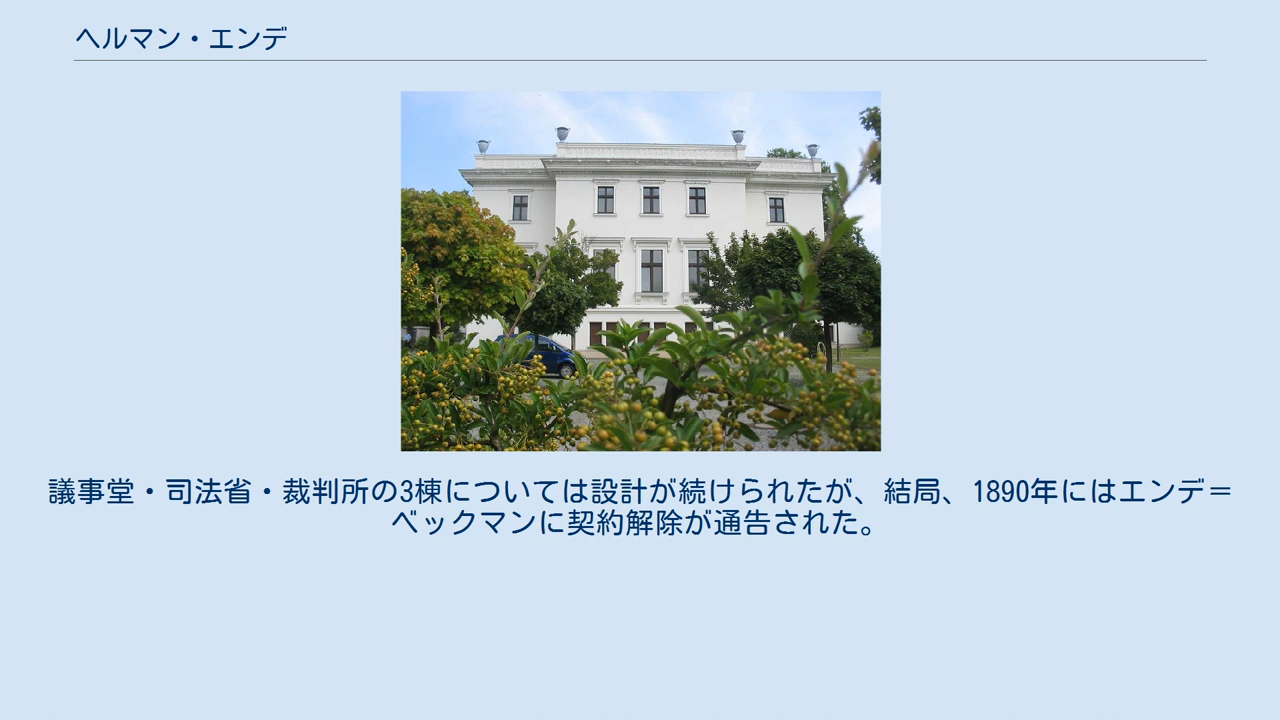 ヘルマン・エンデ
議事堂・司法省・裁判所の3棟については設計が続けられたが、結局、1890年にはエンデ＝
ベックマンに契約解除が通告された。